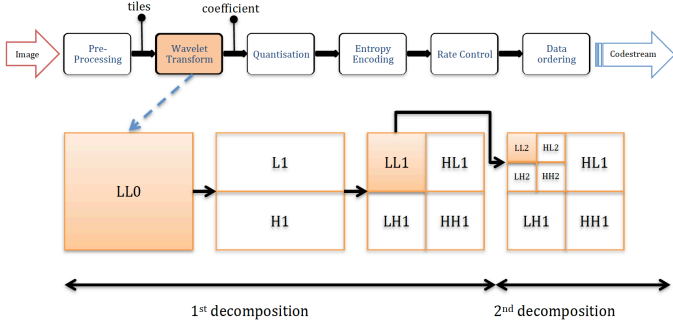 tiles
coefficient
Image
Pre-
Processing
Wavelet
Transform
Quantisation
Entropy
Encoding
Rate Control
Data
ordering
Codestream
LL0
L1
H1
LL1
HL1
LH1
HH1
LL2
HL2
LH2
HH2
HL1
LH1
HH1
1st decomposition
2nd decomposition